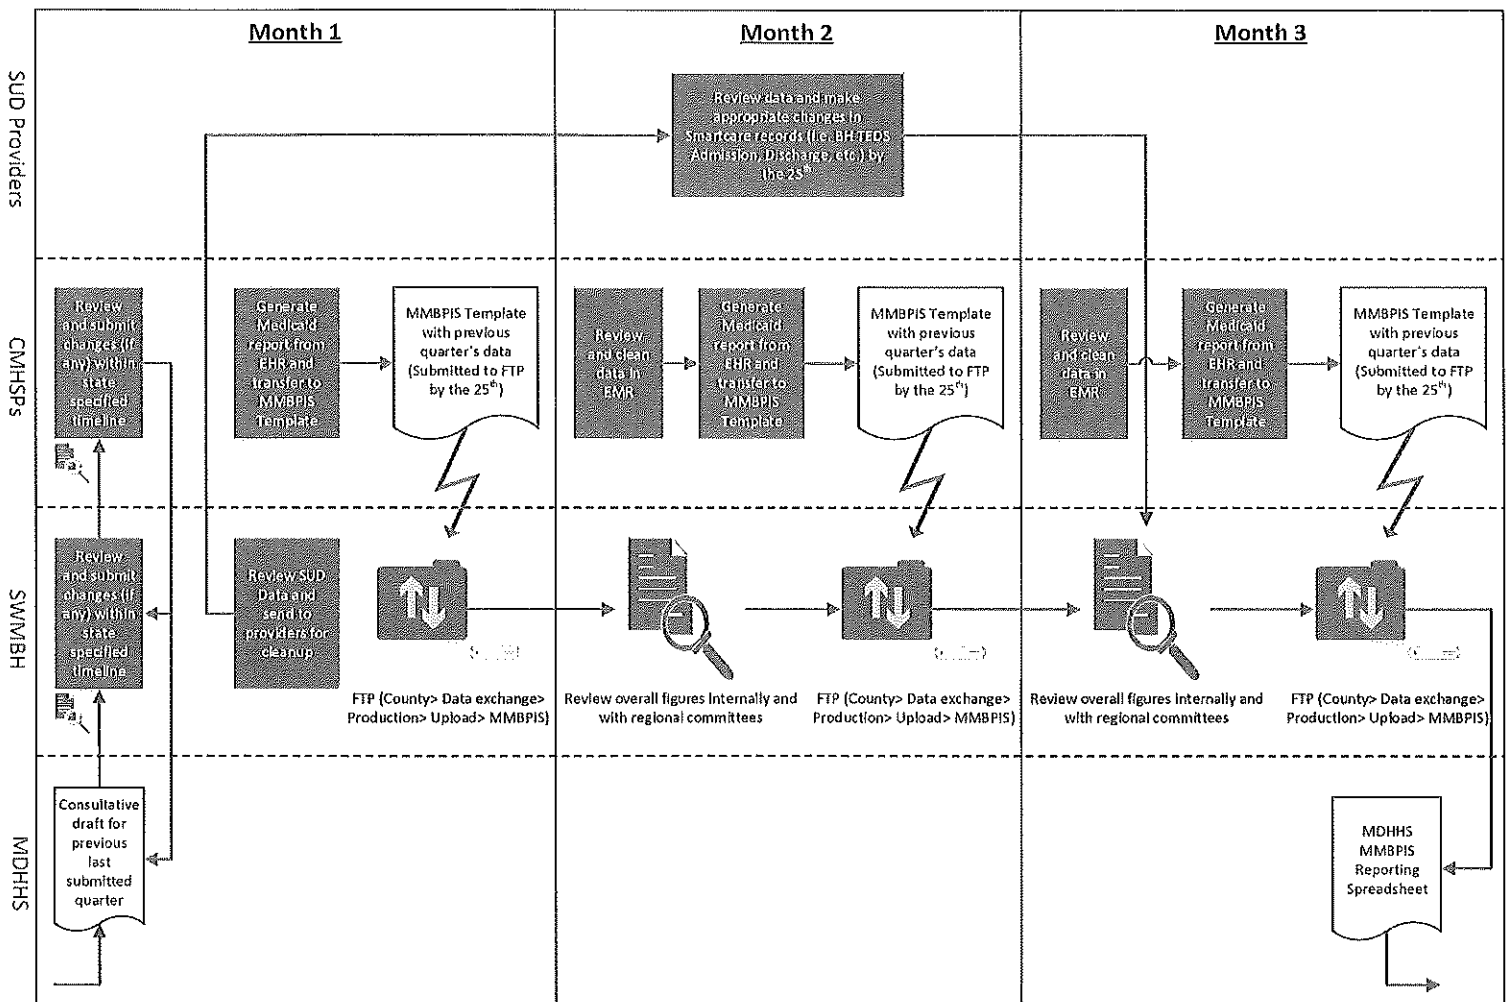 Month 1
Month 2
Month 3
SUD Providers
Review data and make
appropriate changes in
Smartcare records (i.e. BH TEDS
Admission, Discharge, etc.) by
the 25th
CMHSPs
Review
and submit
changes (if
any) within
state
specified
timeline
Generate
Medicaid
report from
EHR and
transfer to
MMBPIS
Template
MMBPIS Template
with previous
quarter's data
(Submitted to FTP
by the 25th)
Review
and clean
data in
EMR
Generate
Medicaid
report from
EHR and
transfer to
MMBPIS
Template
MMBPIS Template
with previous
quarter's data
(Submitted to FTP
by the 25th)
Review
and clean
data in
EMR
Generate
Medicaid
report from
EHR and
transfer to
MMBPIS
Template
MMBPIS Template
with previous
quarter's data
(Submitted to FTP
by the 25th)
SWMBH
Review
and submit
changes (if
any) within
state
specified
timeline
Review SUD
Data and
send to
providers for
cleanup
FTP (County> Data exchange>
Production> Upload> MMBPIS)
Review overall figures internally and
with regional committees
FTP (County> Data exchange>
Production> Upload> MMBPIS)
Review overall figures internally and
with regional committees
FTP (County> Data exchange>
Production> Upload> MMBPIS)
MDHHS
Consultative
draft for
previous
last
submitted
quarter
MDHHS
MMBPIS
Reporting
Spreadsheet